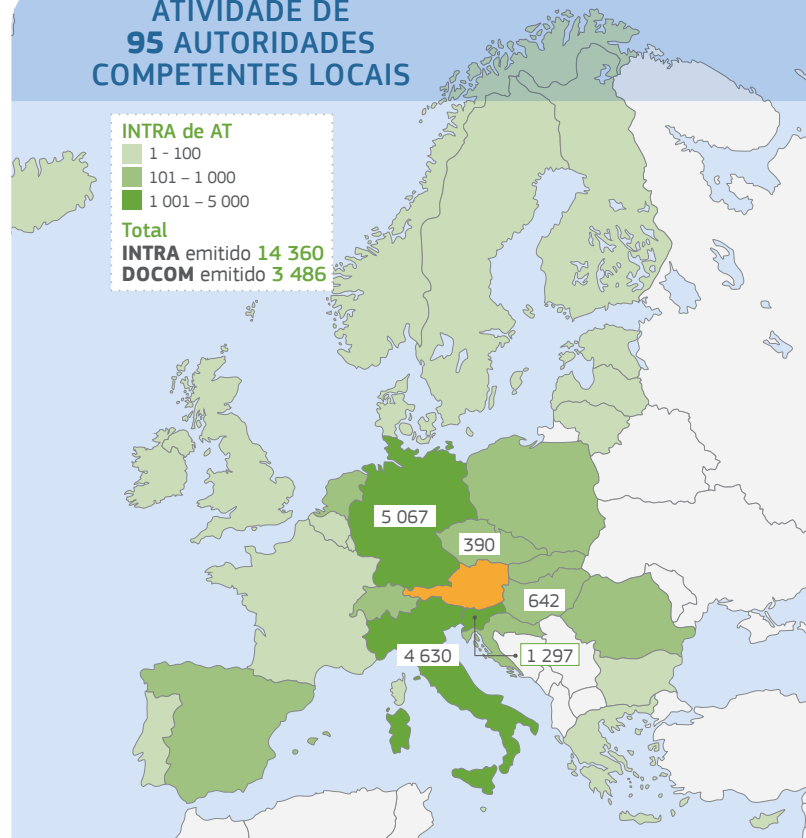 ATIVIDADE DE
95 AUTORIDADES
COMPETENTES LOCAIS
INTRA de AT
1 - 100
101 – 1 000
1 001 – 5 000
Total
INTRA emitido 14 360
DOCOM emitido 3 486
5 067
390
642
4 630
1 297